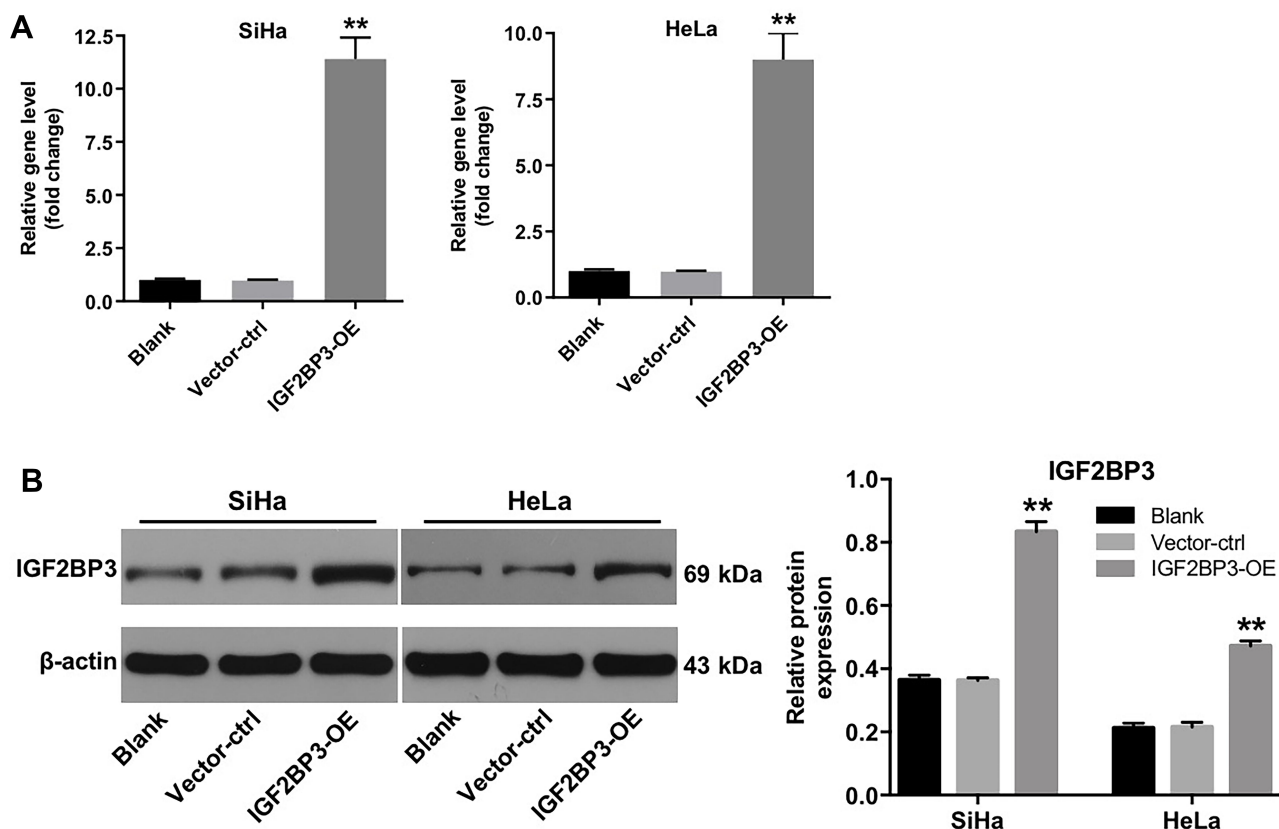 A
SiHa
**
12.5
10.0
7.5
5.0
2.5
0.0
Relative gene level
(fold change)
Blank
Vector-ctrl
IGF2BP3-OE
HeLa
**
10.0
7.5
5.0
2.5
0.0
Relative gene level
(fold change)
Blank
Vector-ctrl
IGF2BP3-OE
B
SiHa
HeLa
IGF2BP3
69 kDa
β-actin
43 kDa
Blank
Vector-ctrl
IGF2BP3-OE
Blank
Vector-ctrl
IGF2BP3-OE
IGF2BP3
1.0
0.8
0.6
0.4
0.2
0.0
Relative protein
expression
**
**
Blank
Vector-ctrl
IGF2BP3-OE
SiHa
HeLa